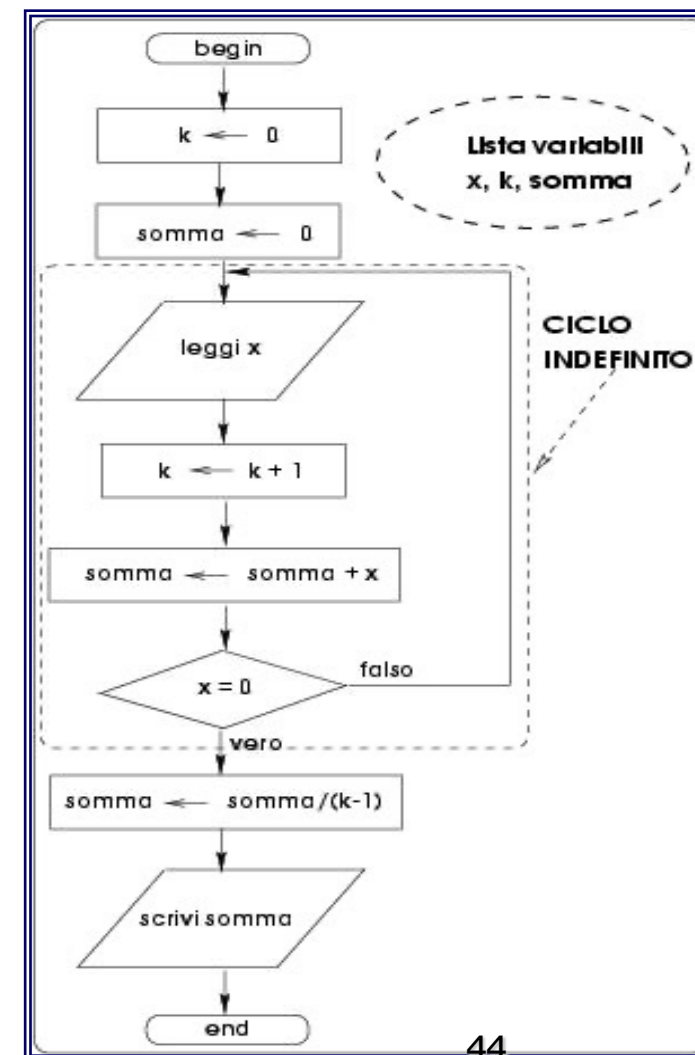 begin
k ← 0
Lista variabili
x, k, somma
somma ← 0
leggi x
CICLO
INDEFINITO
k ← k + 1
somma ← somma + x
x = 0
falso
vero
somma ← somma/(k-1)
scrivi somma
end
44